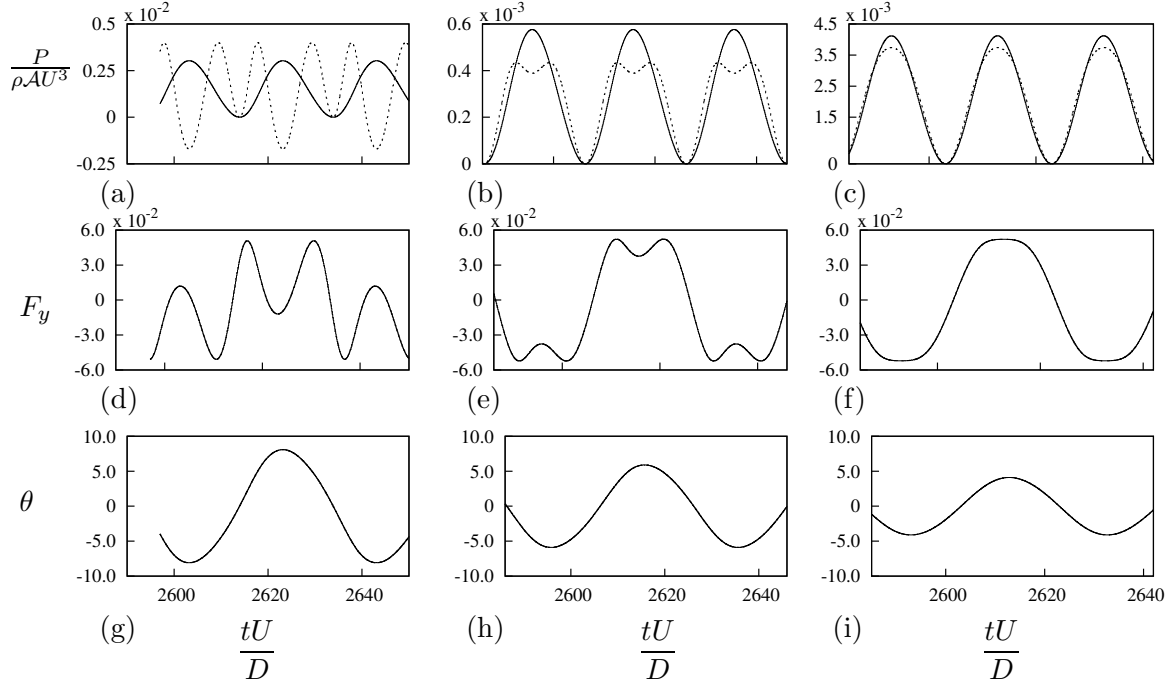 x 10-2
x 10-3
x 10-3
P
ρAU3
0.5
0.25
0
-0.25
0.6
0.4
0.2
0
4.5
3.5
1.5
0
(a)
(b)
(c)
x 10-2
x 10-2
x 10-2
Fy
6.0
3.0
0
-3.0
-6.0
6.0
3.0
0
-3.0
-6.0
6.0
3.0
0
-3.0
-6.0
(d)
(e)
(f)
θ
10.0
5.0
0
-5.0
-10.0
10.0
5.0
0
-5.0
-10.0
10.0
5.0
0
-5.0
-10.0
2600 2620 2640
2600 2620 2640
2600 2620 2640
(g)
(h)
(i)
tU
D
tU
D
tU
D